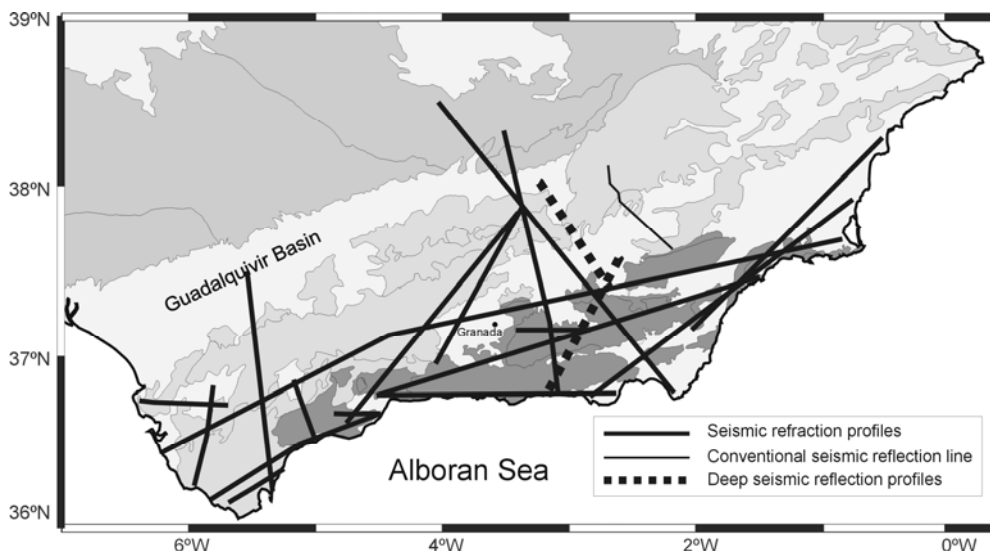 39ºN
38ºN
Guadalquivir Basin
Granada
37ºN
Seismic refraction profiles
Conventional seismic reflection line
Deep seismic reflection profiles
Alboran Sea
36ºN
6ºW
4ºW
2ºW
0ºW